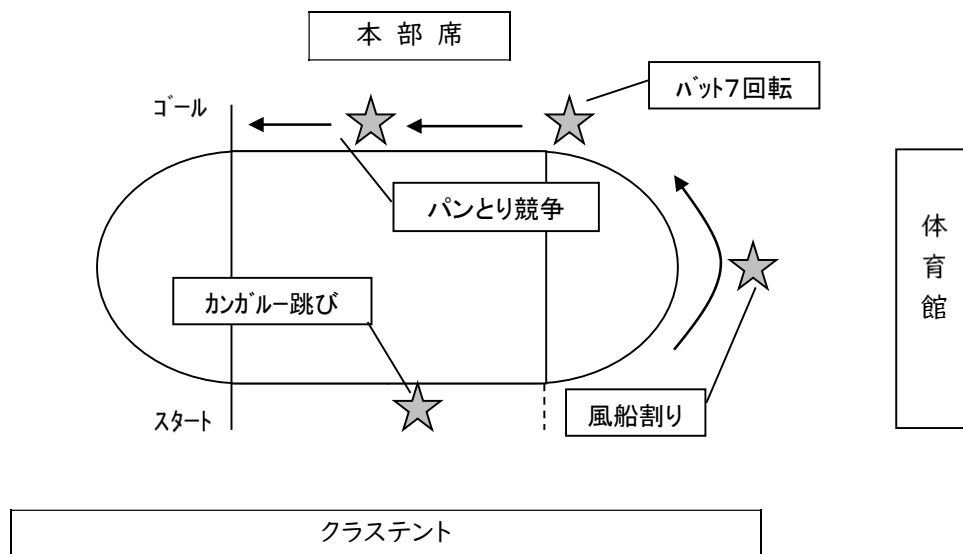 本部席
バット7回転
ゴール
パンとり競争
体育館
カンガルー跳び
スタート
風船割り
クラステント